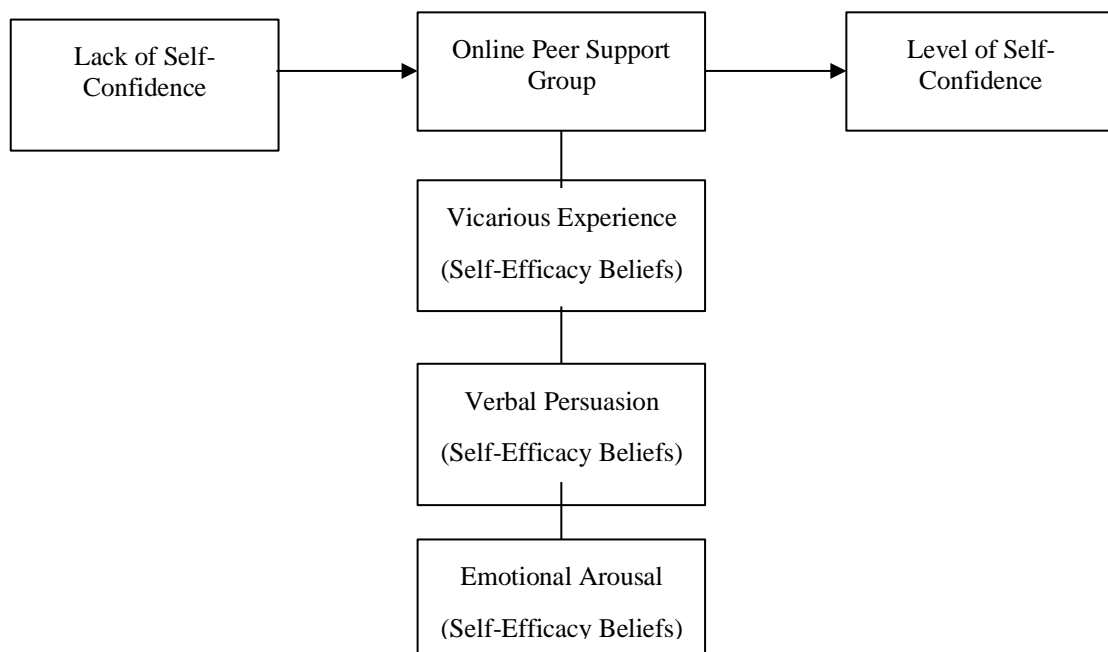 Lack of Self-
Confidence
Online Peer Support
Group
Level of Self-
Confidence
Vicarious Experience
(Self-Efficacy Beliefs)
Verbal Persuasion
(Self-Efficacy Beliefs)
Emotional Arousal
(Self-Efficacy Beliefs)